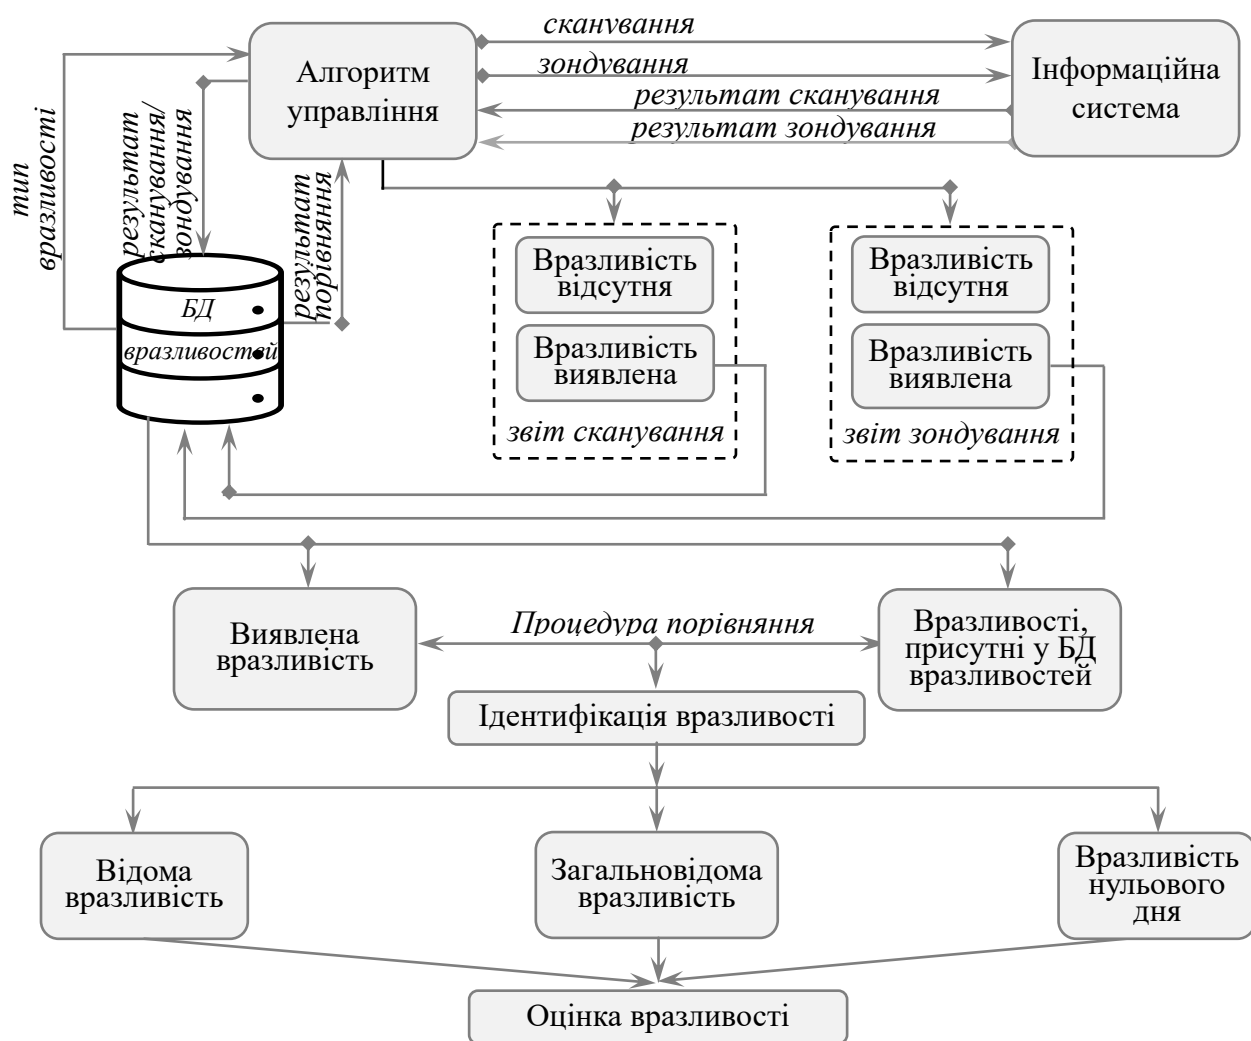 сканування
зондування
результат сканування
результат зондування
Алгоритм
управління
Інформаційна
система
тип
вразливості
результат
сканування/
зондування
результат
порівняння
БД
вразливостей
Вразливість
відсутня
Вразливість
виявлена
звіт сканування
Вразливість
відсутня
Вразливість
виявлена
звіт зондування
Виявлена
вразливість
Процедура порівняння
Вразливості,
присутні у БД
вразливостей
Ідентифікація вразливості
Відома
вразливість
Загальновідома
вразливість
Вразливість
нульового
дня
Оцінка вразливості